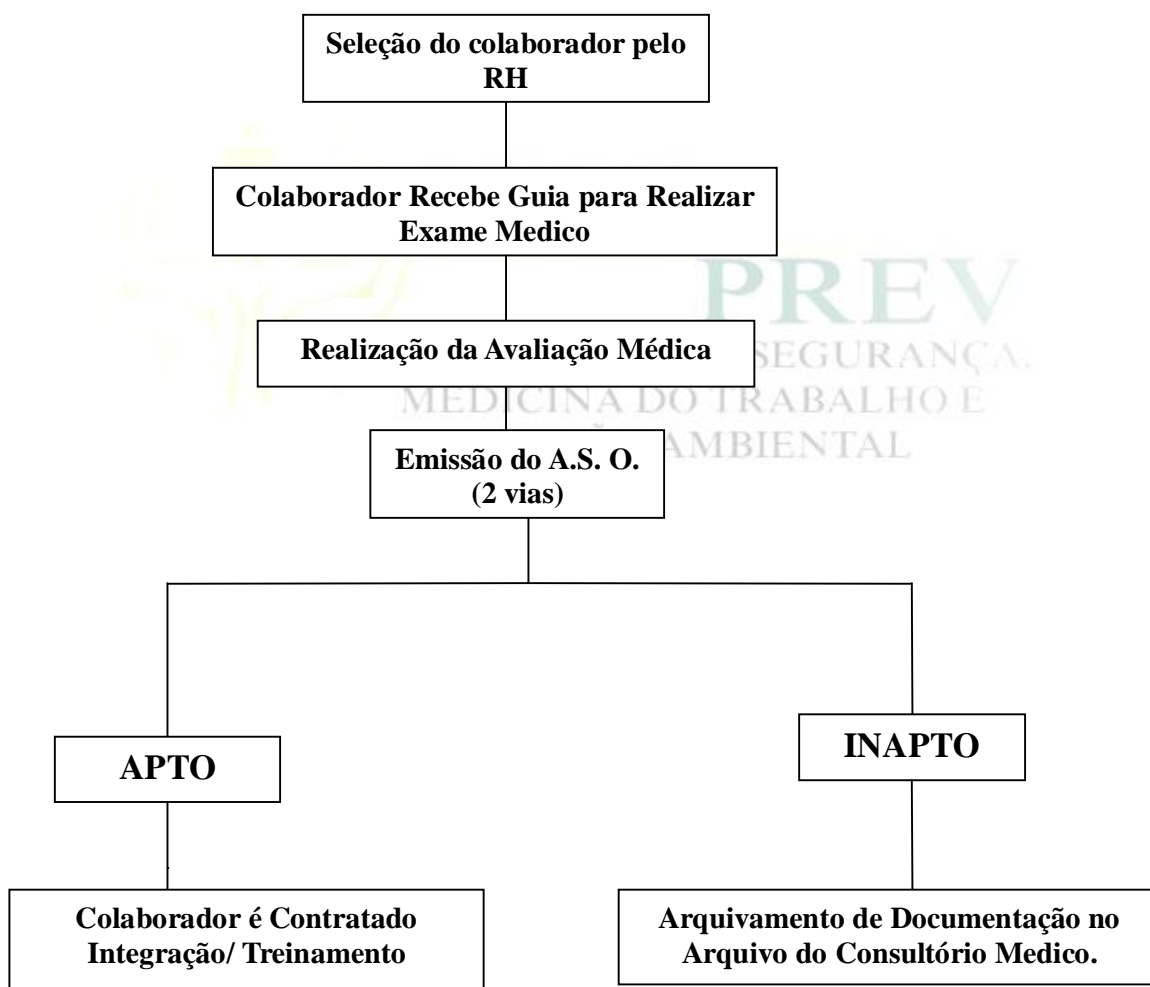 Seleção do colaborador pelo
RH
Colaborador Recebe Guia para Realizar
Exame Medico
PREV
Realização da Avaliação Médica
SEGURANÇA,
MEDICINA DO TRABALHO E
AMBIENTAL
Emissão do A.S. O.
(2 vias)
APTO
INAPTO
Colaborador é Contratado
Integração/ Treinamento
Arquivamento de Documentação no
Arquivo do Consultório Medico.